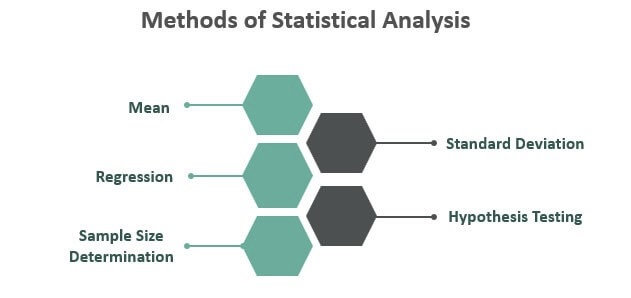 Methods of Statistical Analysis
Mean
Standard Deviation
Regression
Hypothesis Testing
Sample Size
Determination